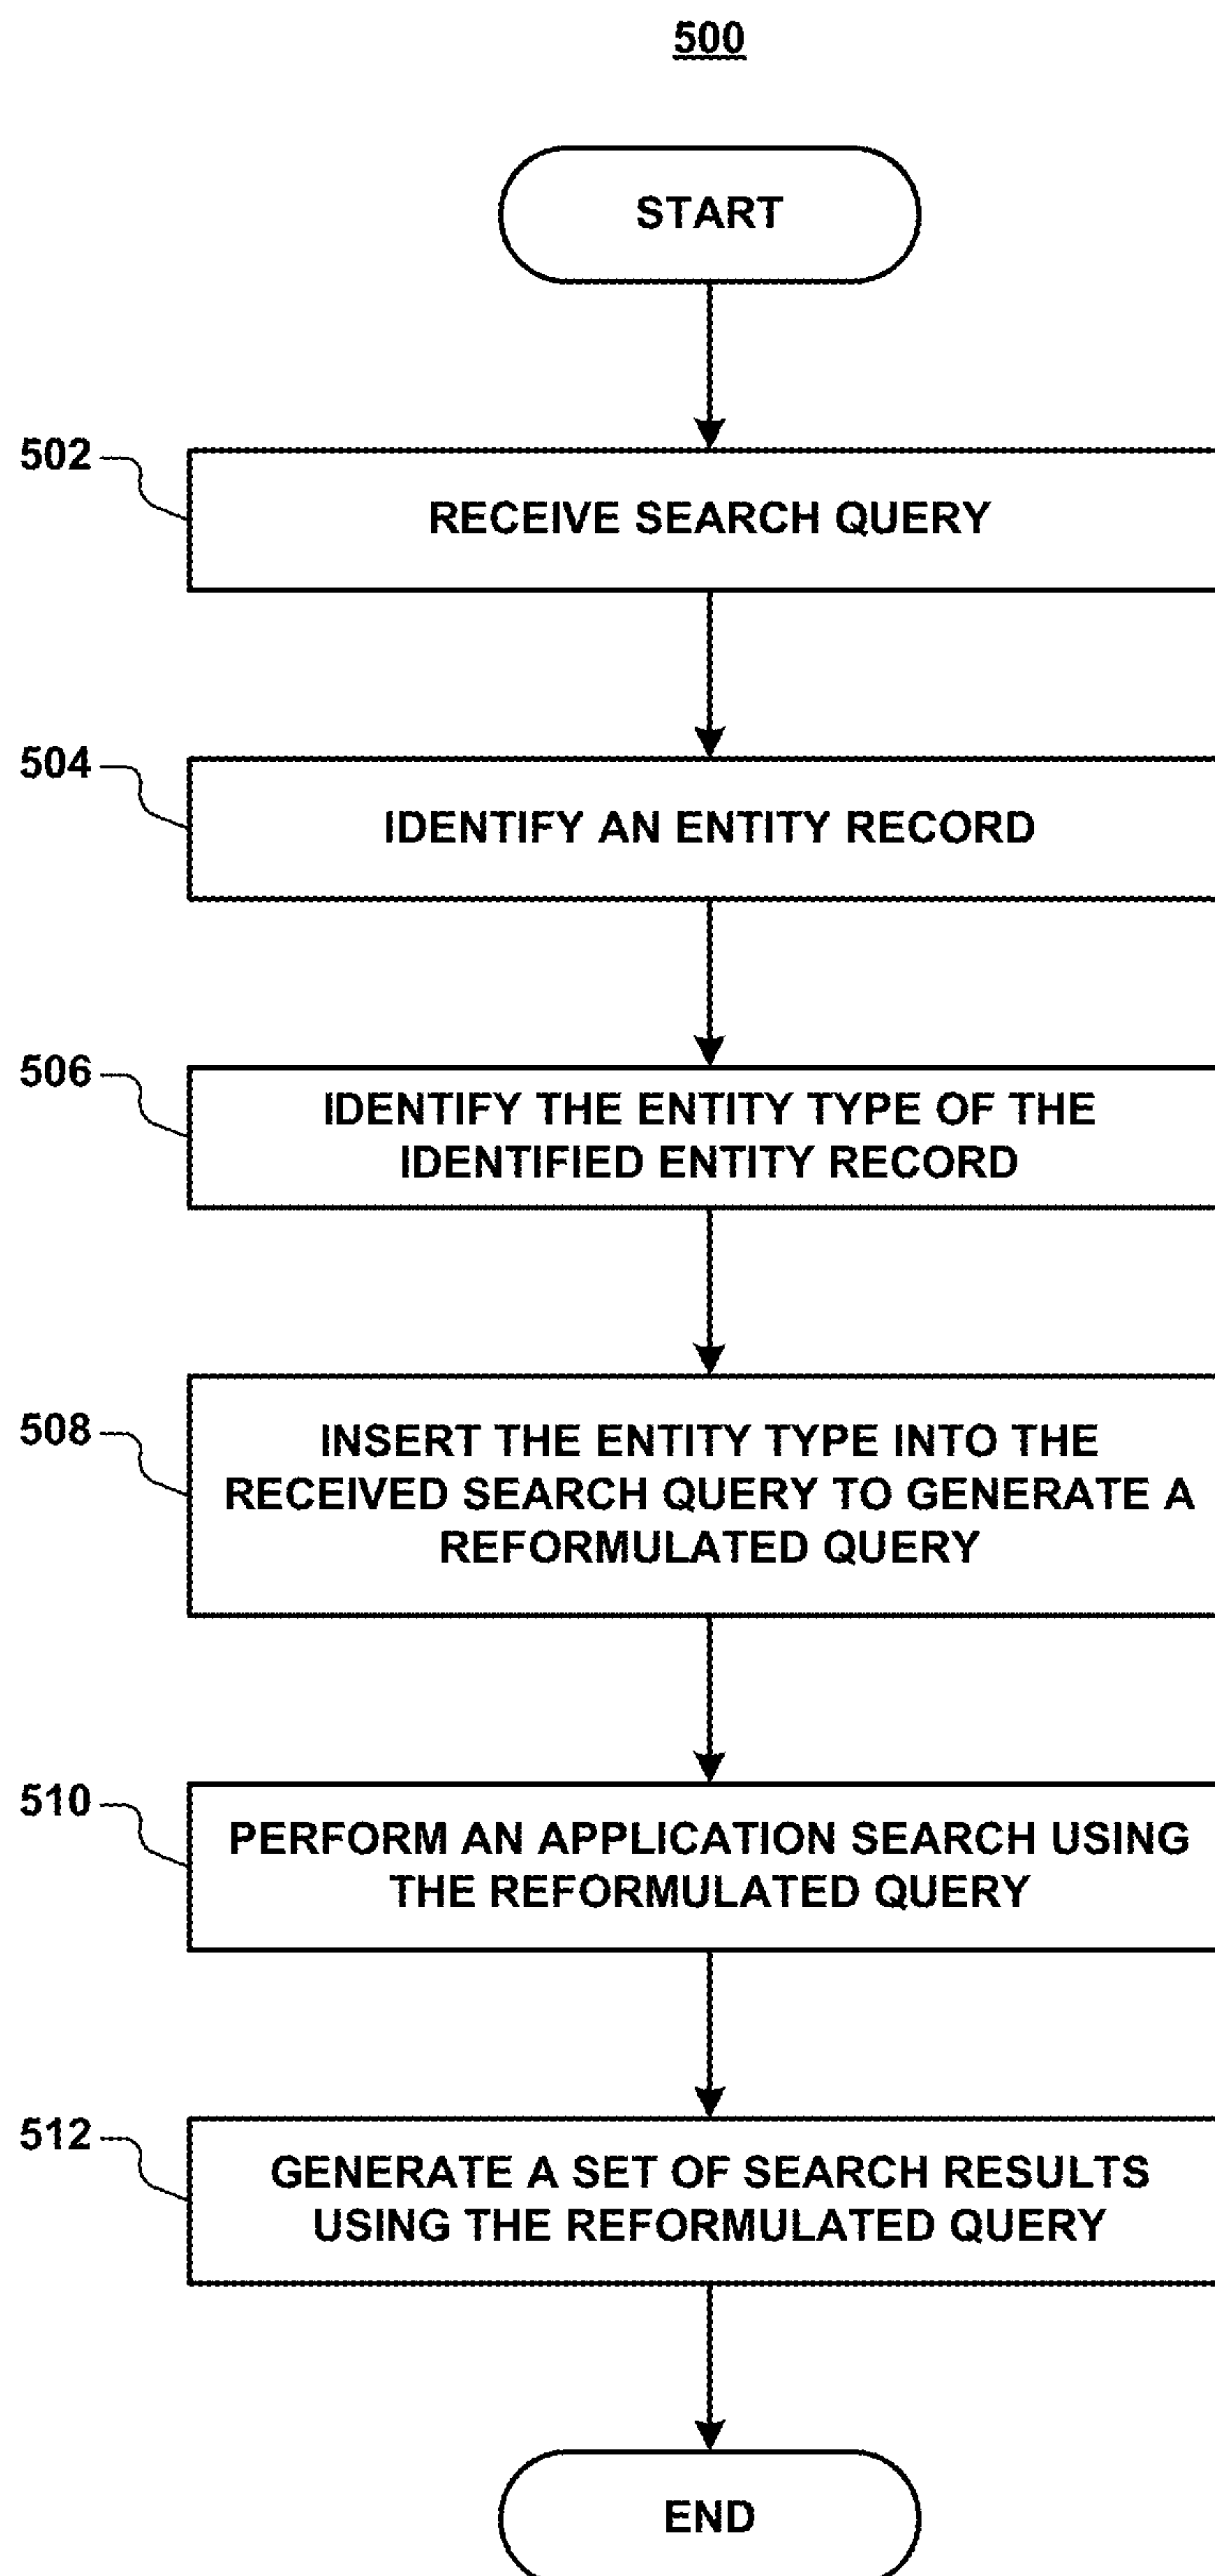 500
START
502
RECEIVE SEARCH QUERY
504
IDENTIFY AN ENTITY RECORD
506
IDENTIFY THE ENTITY TYPE OF THE
IDENTIFIED ENTITY RECORD
508
INSERT THE ENTITY TYPE INTO THE
RECEIVED SEARCH QUERY TO GENERATE A
REFORMULATED QUERY
510
PERFORM AN APPLICATION SEARCH USING
THE REFORMULATED QUERY
512
GENERATE A SET OF SEARCH RESULTS
USING THE REFORMULATED QUERY
END